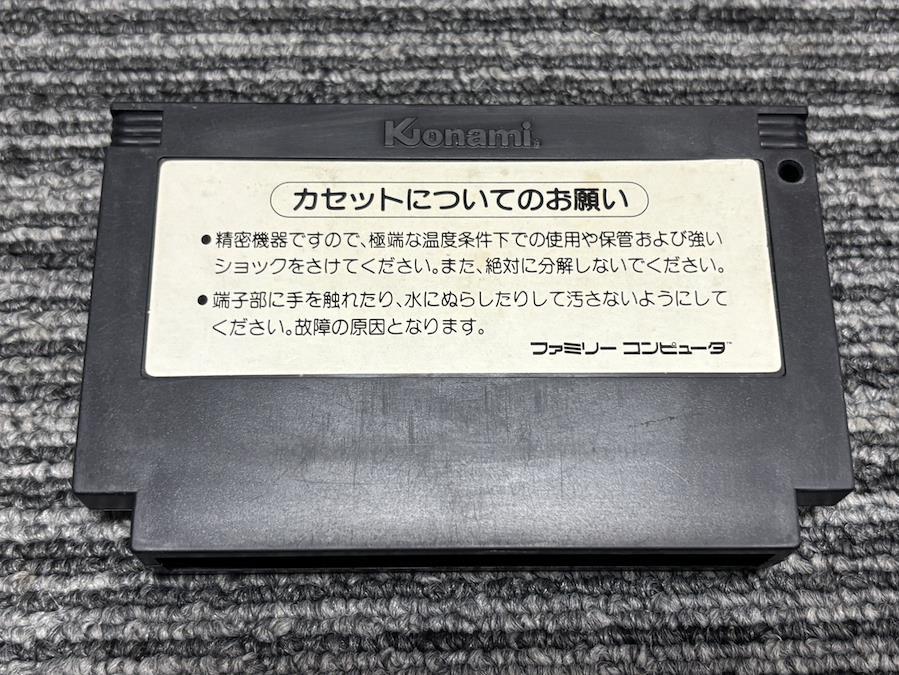 Konami
カセットについてのお願い
●精密機器ですので、極端な温度条件下での使用や保管および強い
ショックをさけてください。また、絶対に分解しないでください。
●端子部に手を触れたり、水にぬらしたりして汚さないようにして
ください。故障の原因となります。
ファミリー コンピュータ™